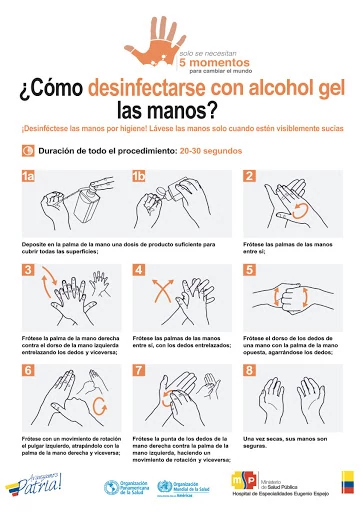 solo se necesitan
5 momentos
para cambiar el mundo
¿Cómo desinfectarse con alcohol gel
las manos?
¡Desinféctese las manos por higiene! Lávese las manos solo cuando estén visiblemente sucias
Duración de todo el procedimiento: 20-30 segundos
1a
1b
2
Deposite en la palma de la mano una dosis de producto suficiente para
cubrir todas las superficies;
Frótese las palmas de las manos
entre sí;
3
4
5
Frótese la palma de la mano derecha
contra el dorso de la mano izquierda
entrelazando los dedos y viceversa;
Frótese las palmas de las manos
entre sí, con los dedos entrelazados;
Frótese el dorso de los dedos de
una mano con la palma de la mano
opuesta, agarrándose los dedos;
6
7
8
Frótese con un movimiento de rotación
el pulgar izquierdo, atrapándolo con la
palma de la mano derecha y viceversa;
Frótese la punta de los dedos de la
mano derecha contra la palma de la
mano izquierda, haciendo un
movimiento de rotación y viceversa;
Una vez secas, sus manos son
seguras.
Avanzamos
Patria!
Organización
Panamericana
de la Salud
Organización
Mundial de la Salud
Américas
msp
Ministerio
de Salud Pública
Hospital de Especialidades Eugenio Espejo